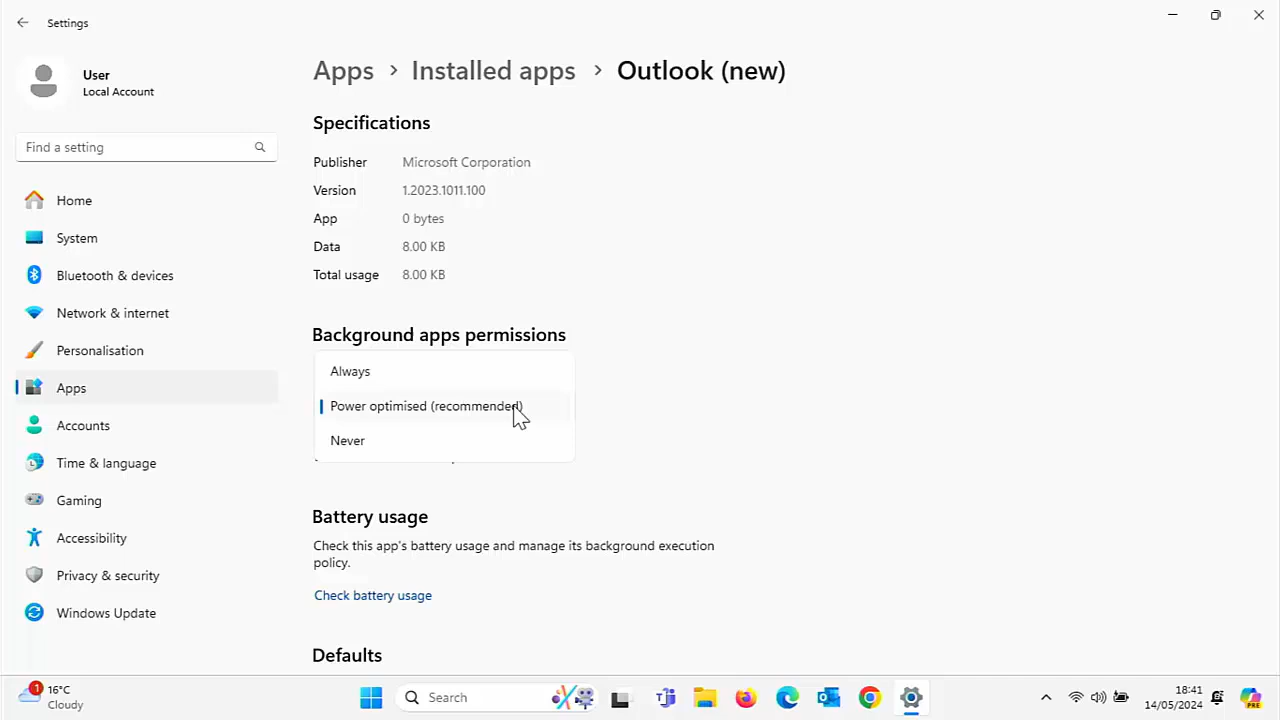 Settings
User
Local Account
Find a setting
Home
System
Bluetooth & devices
Network & internet
Personalisation
Apps
Accounts
Time & language
Gaming
Accessibility
Privacy & security
Windows Update
Apps > Installed apps > Outlook (new)
Specifications
Publisher Microsoft Corporation
Version 1.2023.1011.100
App 0 bytes
Data 8.00 KB
Total usage 8.00 KB
Background apps permissions
Always
Power optimised (recommended)
Never
Battery usage
Check this app's battery usage and manage its background execution
policy.
Check battery usage
Defaults
1
16°C
Cloudy
Search
18:41
14/05/2024
PRE